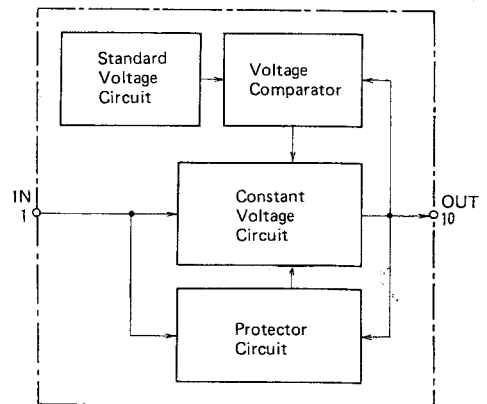 Standard
Voltage
Circuit
Voltage
Comparator
IN
1
Constant
Voltage
Circuit
OUT
10
Protector
Circuit